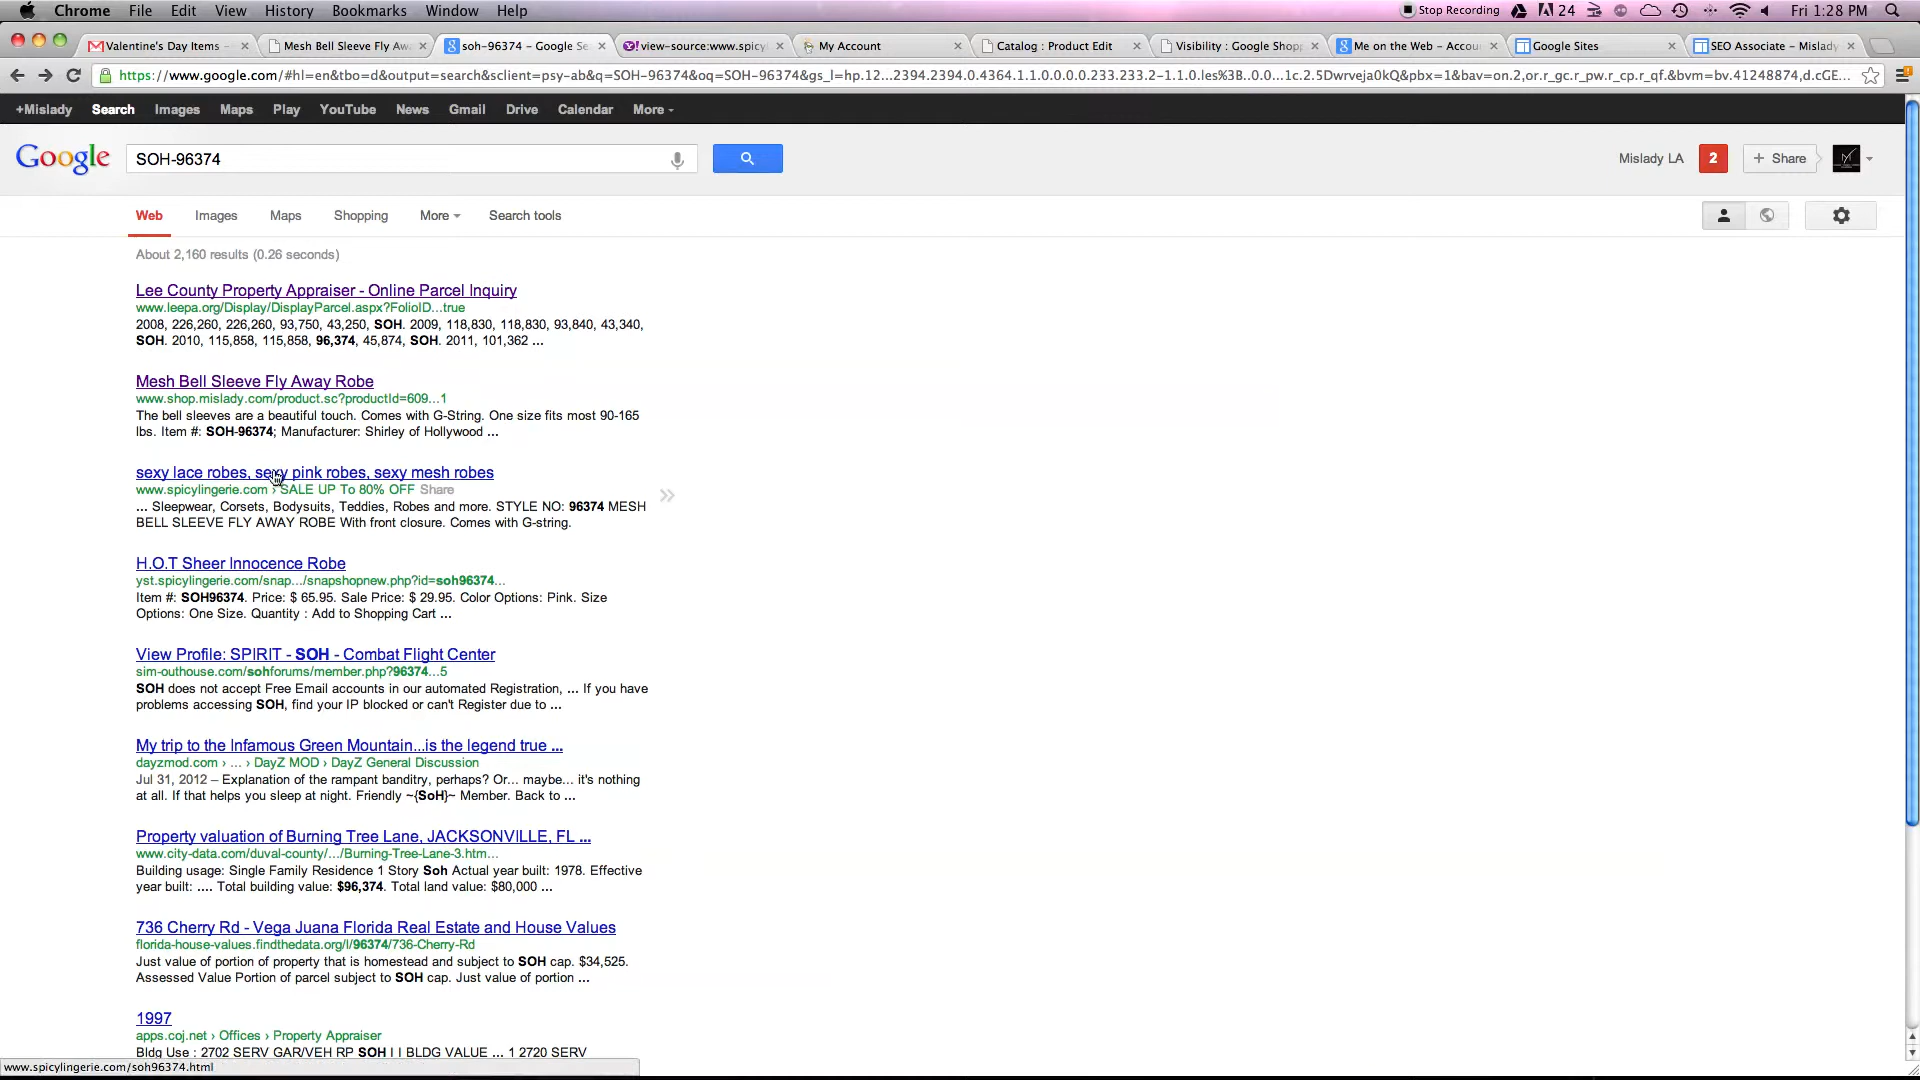 Chrome File Edit View History Bookmarks Window Help Stop Recording 24 Fri 1:28 PM
Valentine's Day Items - Mesh Bell Sleeve Fly Aw soh-96374 - Google Se view-source:www.spicyl My Account Catalog : Product Edit Visibility : Google Shopp Me on the Web - Accou Google Sites SEO Associate - Mislady
https://www.google.com/#hl=en&tbo=d&output=search&sclient=psy-ab&q=SOH-96374&oq=SOH-96374&gs_l=hp.12...2394.2394.0.4364.1.1.0.0.0.0.233.233.2-1.1.0.les%3B..0.0...1c.2.5Dwrveja0kQ&pbx=1&bav=on.2,or.r_gc.r_pw.r_cp.r_qf.&bvm=bv.41248874,d.cGE...
+Mislady Search Images Maps Play YouTube News Gmail Drive Calendar More
Google SOH-96374 Mislady LA 2 + Share
Web Images Maps Shopping More Search tools
About 2,160 results (0.26 seconds)
Lee County Property Appraiser - Online Parcel Inquiry
www.leepa.org/Display/DisplayParcel.aspx?FolioID...true
2008, 226,260, 226,260, 93,750, 43,250, SOH. 2009, 118,830, 118,830, 93,840, 43,340,
SOH. 2010, 115,858, 115,858, 96,374, 45,874, SOH. 2011, 101,362 ...
Mesh Bell Sleeve Fly Away Robe
www.shop.mislady.com/product.sc?productId=609...1
The bell sleeves are a beautiful touch. Comes with G-String. One size fits most 90-165
lbs. Item #: SOH-96374; Manufacturer: Shirley of Hollywood ...
sexy lace robes, sexy pink robes, sexy mesh robes
www.spicylingerie.com › SALE UP To 80% OFF Share
... Sleepwear, Corsets, Bodysuits, Teddies, Robes and more. STYLE NO: 96374 MESH
BELL SLEEVE FLY AWAY ROBE With front closure. Comes with G-string.
H.O.T Sheer Innocence Robe
yst.spicylingerie.com/snap.../snapshopnew.php?id=soh96374...
Item #: SOH96374. Price: $ 65.95. Sale Price: $ 29.95. Color Options: Pink. Size
Options: One Size. Quantity : Add to Shopping Cart ...
View Profile: SPIRIT - SOH - Combat Flight Center
sim-outhouse.com/sohforums/member.php?96374...5
SOH does not accept Free Email accounts in our automated Registration, ... If you have
problems accessing SOH, find your IP blocked or can't Register due to ...
My trip to the Infamous Green Mountain...is the legend true ...
dayzmod.com › ... › DayZ MOD › DayZ General Discussion
Jul 31, 2012 – Explanation of the rampant banditry, perhaps? Or... maybe... it's nothing
at all. If that helps you sleep at night. Friendly ~{SoH}~ Member. Back to ...
Property valuation of Burning Tree Lane, JACKSONVILLE, FL ...
www.city-data.com/duval-county/.../Burning-Tree-Lane-3.htm...
Building usage: Single Family Residence 1 Story Soh Actual year built: 1978. Effective
year built: .... Total building value: $96,374. Total land value: $80,000 ...
736 Cherry Rd - Vega Juana Florida Real Estate and House Values
florida-house-values.findthedata.org/l/96374/736-Cherry-Rd
Just value of portion of property that is homestead and subject to SOH cap. $34,525.
Assessed Value Portion of parcel subject to SOH cap. Just value of portion ...
1997
apps.coj.net › Offices › Property Appraiser
Bldg Use : 2702 SERV GAR/VEH RP SOH | | BLDG VALUE ... 1 2720 SERV
www.spicylingerie.com/soh96374.html